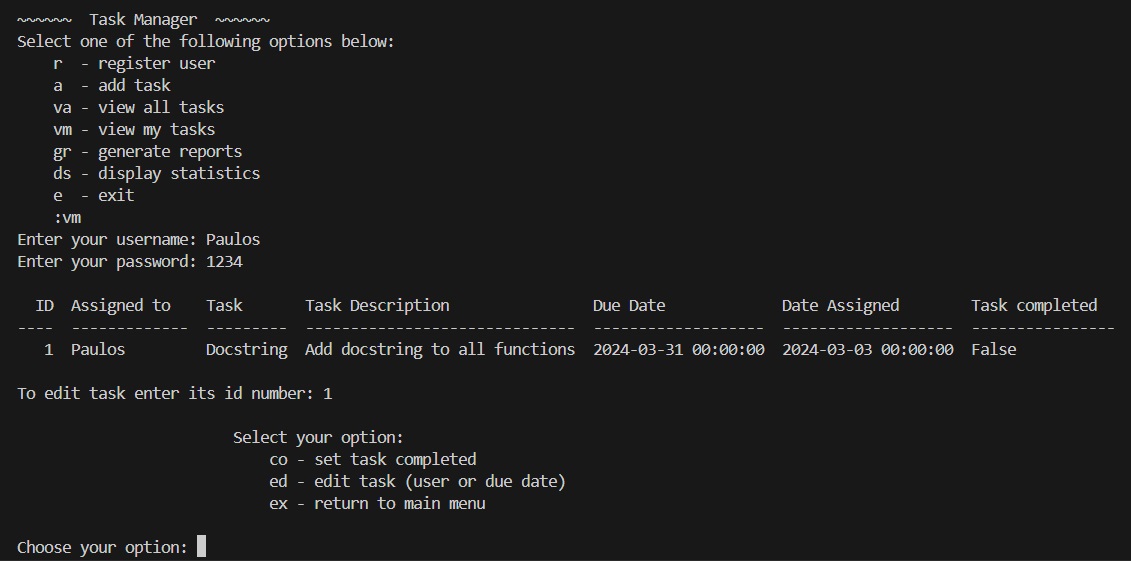 ~~~~~~  Task Manager  ~~~~~~
Select one of the following options below:
    r  - register user
    a  - add task
    va - view all tasks
    vm - view my tasks
    gr - generate reports
    ds - display statistics
    e  - exit
    :vm
Enter your username: Paulos
Enter your password: 1234

  ID  Assigned to    Task       Task Description                Due Date             Date Assigned        Task completed
----  -------------  ---------  ------------------------------  -------------------  -------------------  ----------------
   1  Paulos         Docstring  Add docstring to all functions  2024-03-31 00:00:00  2024-03-03 00:00:00  False

To edit task enter its id number: 1

                        Select your option:
                            co - set task completed
                            ed - edit task (user or due date)
                            ex - return to main menu

Choose your option: